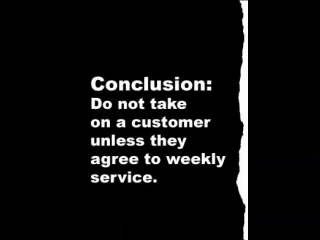 Conclusion:
Do not take
on a customer
unless they
agree to weekly
service.